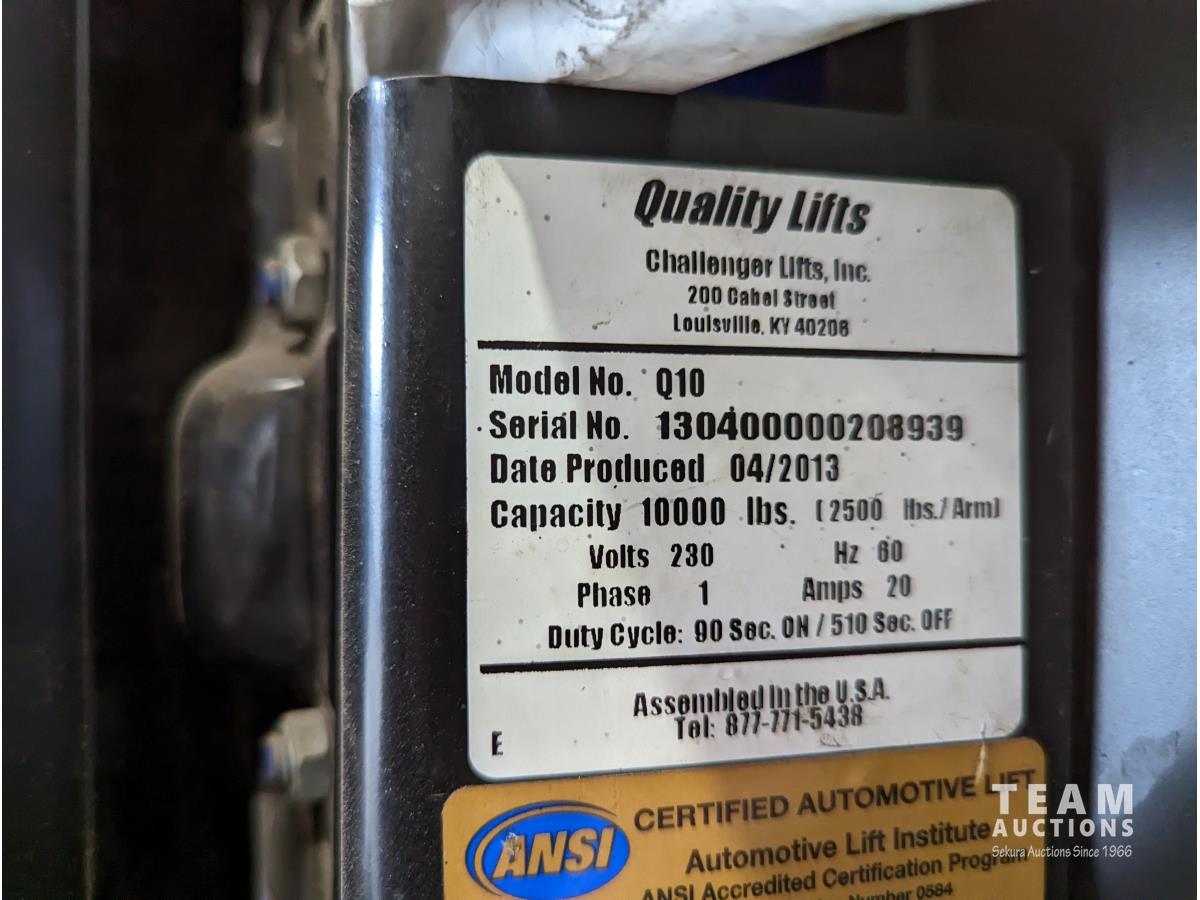 Quality Lifts
Challenger Lifts, Inc.
200 Cabel Street
Louisville, KY 40206
Model No. Q10
Serial No. 130400000208939
Date Produced 04/2013
Capacity 10000 lbs. (2500 lbs./Arm)
Volts 230 Hz 60
Phase 1 Amps 20
Duty Cycle: 90 Sec. ON / 510 Sec. OFF
Assembled In the U.S.A.
Tel: 877-771-5438
E
ANSI
CERTIFIED AUTOMOTIVE LIFT
Automotive Lift Institute
ANSI Accredited Certification Program
Number 0584
TEAM
AUCTIONS
Sekura Auctions Since 1966